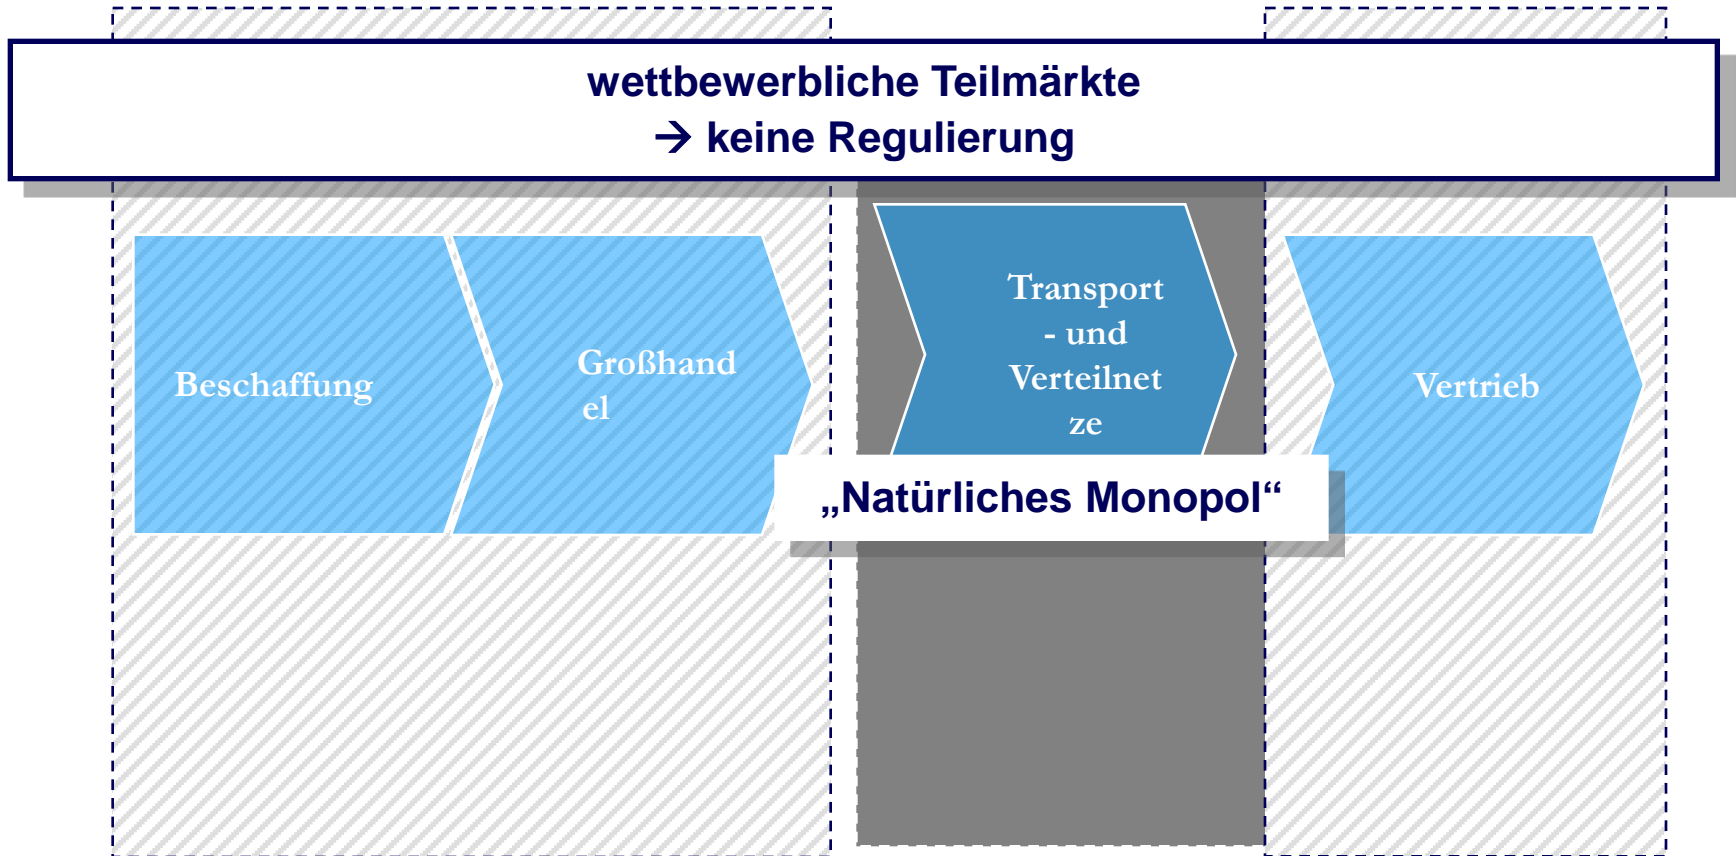 wettbewerbliche Teilmärkte
→ keine Regulierung
Beschaffung
Großhand
el
Transport
- und
Verteilnet
ze
Vertrieb
„Natürliches Monopol“